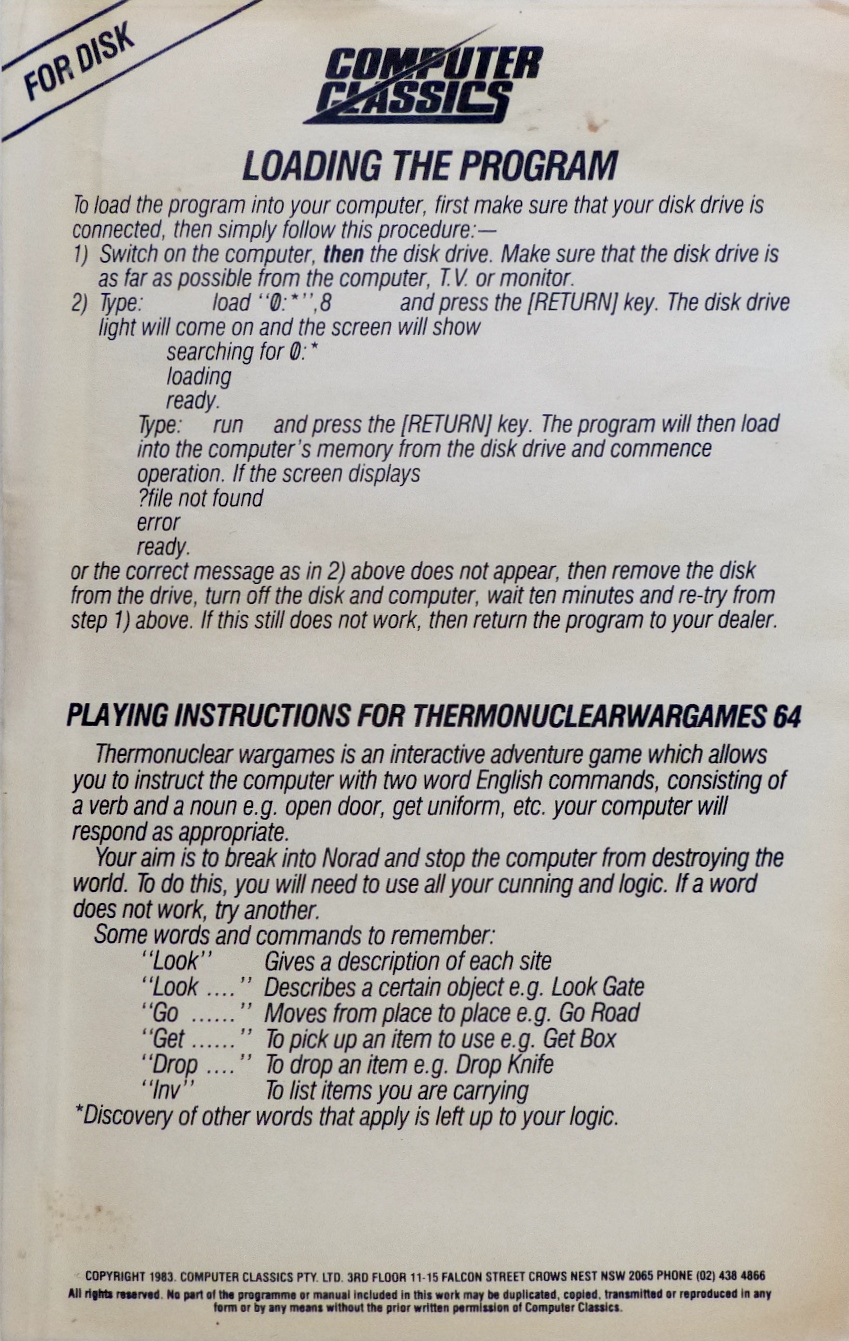 FOR DISK
COMPUTER
CLASSICS
LOADING THE PROGRAM
To load the program into your computer, first make sure that your disk drive is
connected, then simply follow this procedure:—
1) Switch on the computer, then the disk drive. Make sure that the disk drive is
as far as possible from the computer, T.V. or monitor.
2) Type: load "0:*",8 and press the [RETURN] key. The disk drive
light will come on and the screen will show
searching for 0:*
loading
ready.
Type: run and press the [RETURN] key. The program will then load
into the computer's memory from the disk drive and commence
operation. If the screen displays
?file not found
error
ready.
or the correct message as in 2) above does not appear, then remove the disk
from the drive, turn off the disk and computer, wait ten minutes and re-try from
step 1) above. If this still does not work, then return the program to your dealer.
PLAYING INSTRUCTIONS FOR THERMONUCLEARWARGAMES 64
Thermonuclear wargames is an interactive adventure game which allows
you to instruct the computer with two word English commands, consisting of
a verb and a noun e.g. open door, get uniform, etc. your computer will
respond as appropriate.
Your aim is to break into Norad and stop the computer from destroying the
world. To do this, you will need to use all your cunning and logic. If a word
does not work, try another.
Some words and commands to remember:
"Look" Gives a description of each site
"Look ...." Describes a certain object e.g. Look Gate
"Go ......" Moves from place to place e.g. Go Road
"Get ......" To pick up an item to use e.g. Get Box
"Drop ...." To drop an item e.g. Drop Knife
"Inv" To list items you are carrying
*Discovery of other words that apply is left up to your logic.
COPYRIGHT 1983. COMPUTER CLASSICS PTY. LTD. 3RD FLOOR 11-15 FALCON STREET CROWS NEST NSW 2065 PHONE (02) 438 4866
All rights reserved. No part of the programme or manual included in this work may be duplicated, copied, transmitted or reproduced in any
form or by any means without the prior written permission of Computer Classics.